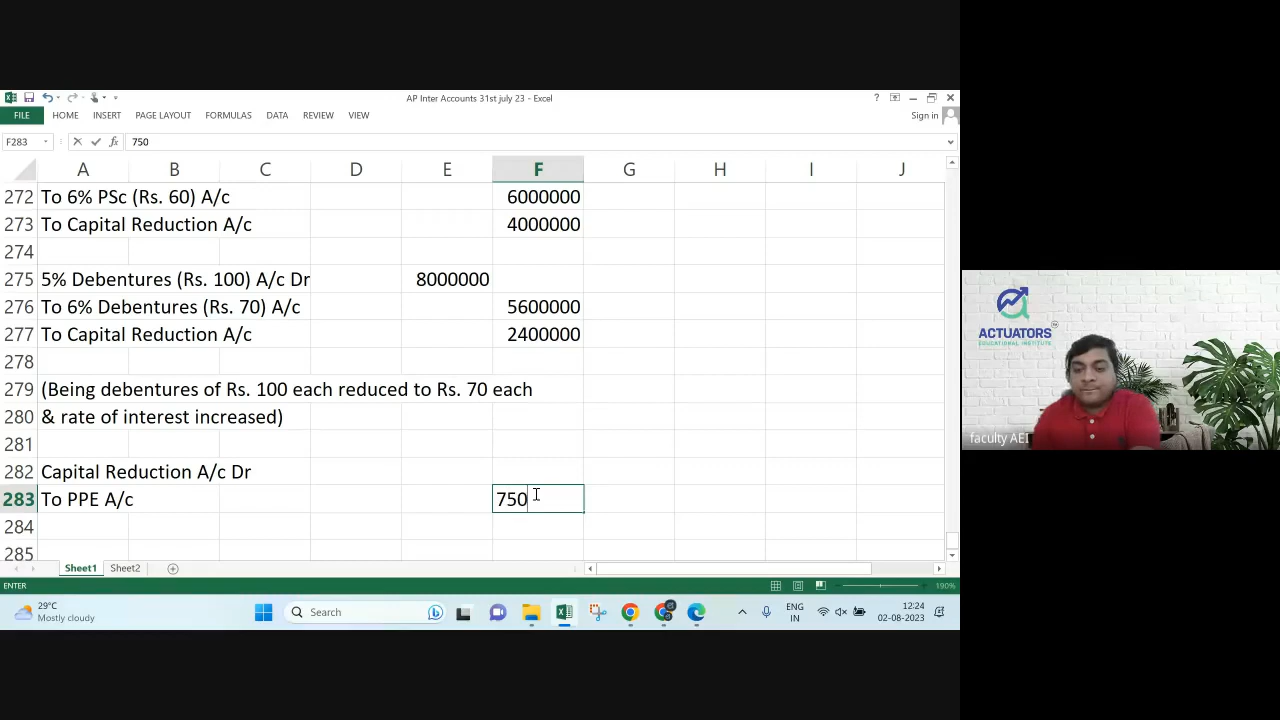 AP Inter Accounts 31st july 23 - Excel
?
FILE HOME INSERT PAGE LAYOUT FORMULAS DATA REVIEW VIEW Sign in
F283 fx 750
A B C D E F G H I J
272 To 6% PSc (Rs. 60) A/c 6000000
273 To Capital Reduction A/c 4000000
274
275 5% Debentures (Rs. 100) A/c Dr 8000000
276 To 6% Debentures (Rs. 70) A/c 5600000
277 To Capital Reduction A/c 2400000
278
279 (Being debentures of Rs. 100 each reduced to Rs. 70 each
280 & rate of interest increased)
281
282 Capital Reduction A/c Dr
283 To PPE A/c 750
284
285
Sheet1 Sheet2
ENTER 190%
29°C
Mostly cloudy
Search
ENG
IN
12:24
02-08-2023
ACTUATORS
EDUCATIONAL INSTITUTE
faculty AEI